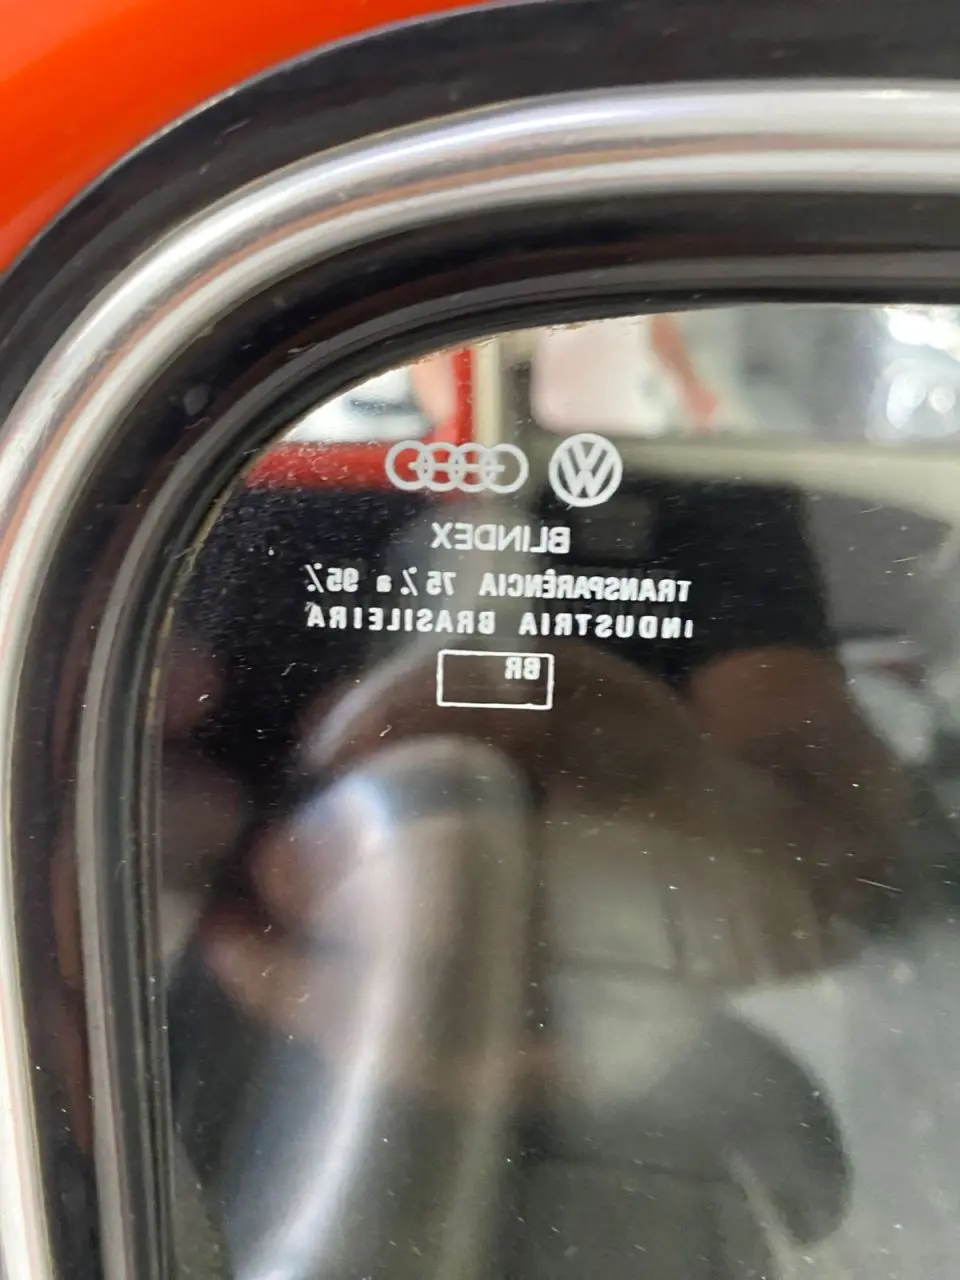 BLINDEX
TRANSPARÊNCIA 75% a 95%
INDUSTRIA BRASILEIRA
BR